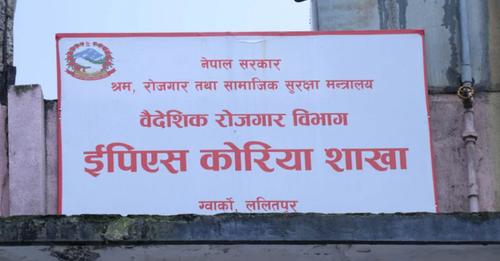 नेपाल सरकार
श्रम, रोजगार तथा सामाजिक सुरक्षा मन्त्रालय
वैदेशिक रोजगार विभाग
ईपिएस कोरिया शाखा
ग्वार्को, ललितपुर